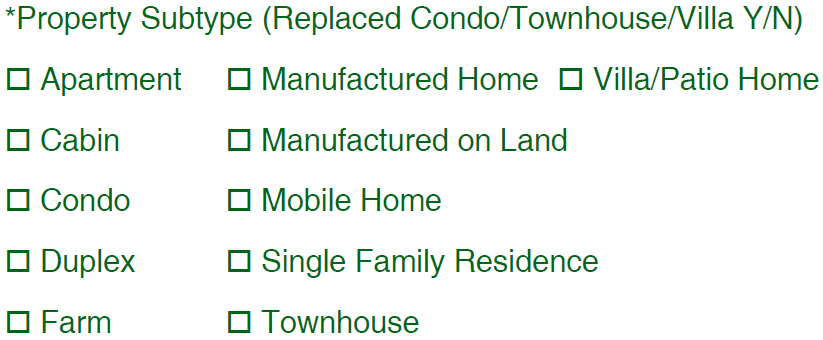 *Property Subtype (Replaced Condo/Townhouse/Villa Y/N)
☐ Apartment ☐ Manufactured Home ☐ Villa/Patio Home
☐ Cabin ☐ Manufactured on Land
☐ Condo ☐ Mobile Home
☐ Duplex ☐ Single Family Residence
☐ Farm ☐ Townhouse